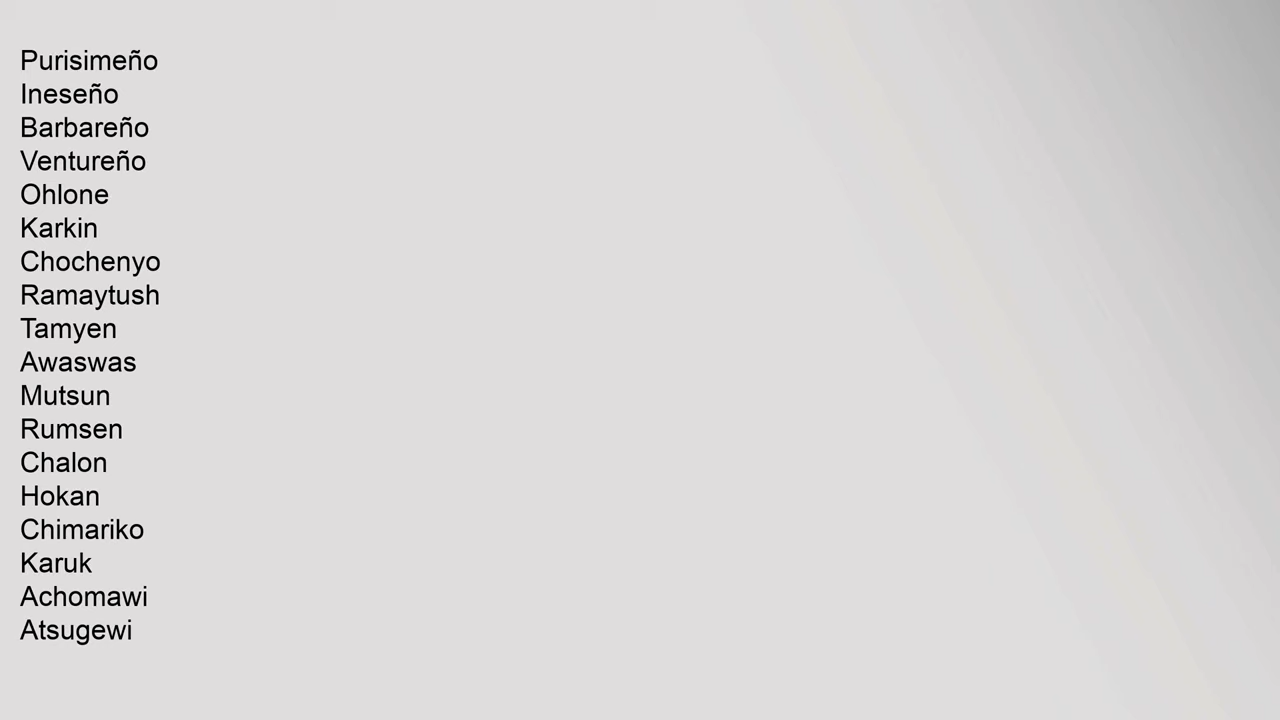 Purisimeño
Ineseño
Barbareño
Ventureño
Ohlone
Karkin
Chochenyo
Ramaytush
Tamyen
Awaswas
Mutsun
Rumsen
Chalon
Hokan
Chimariko
Karuk
Achomawi
Atsugewi